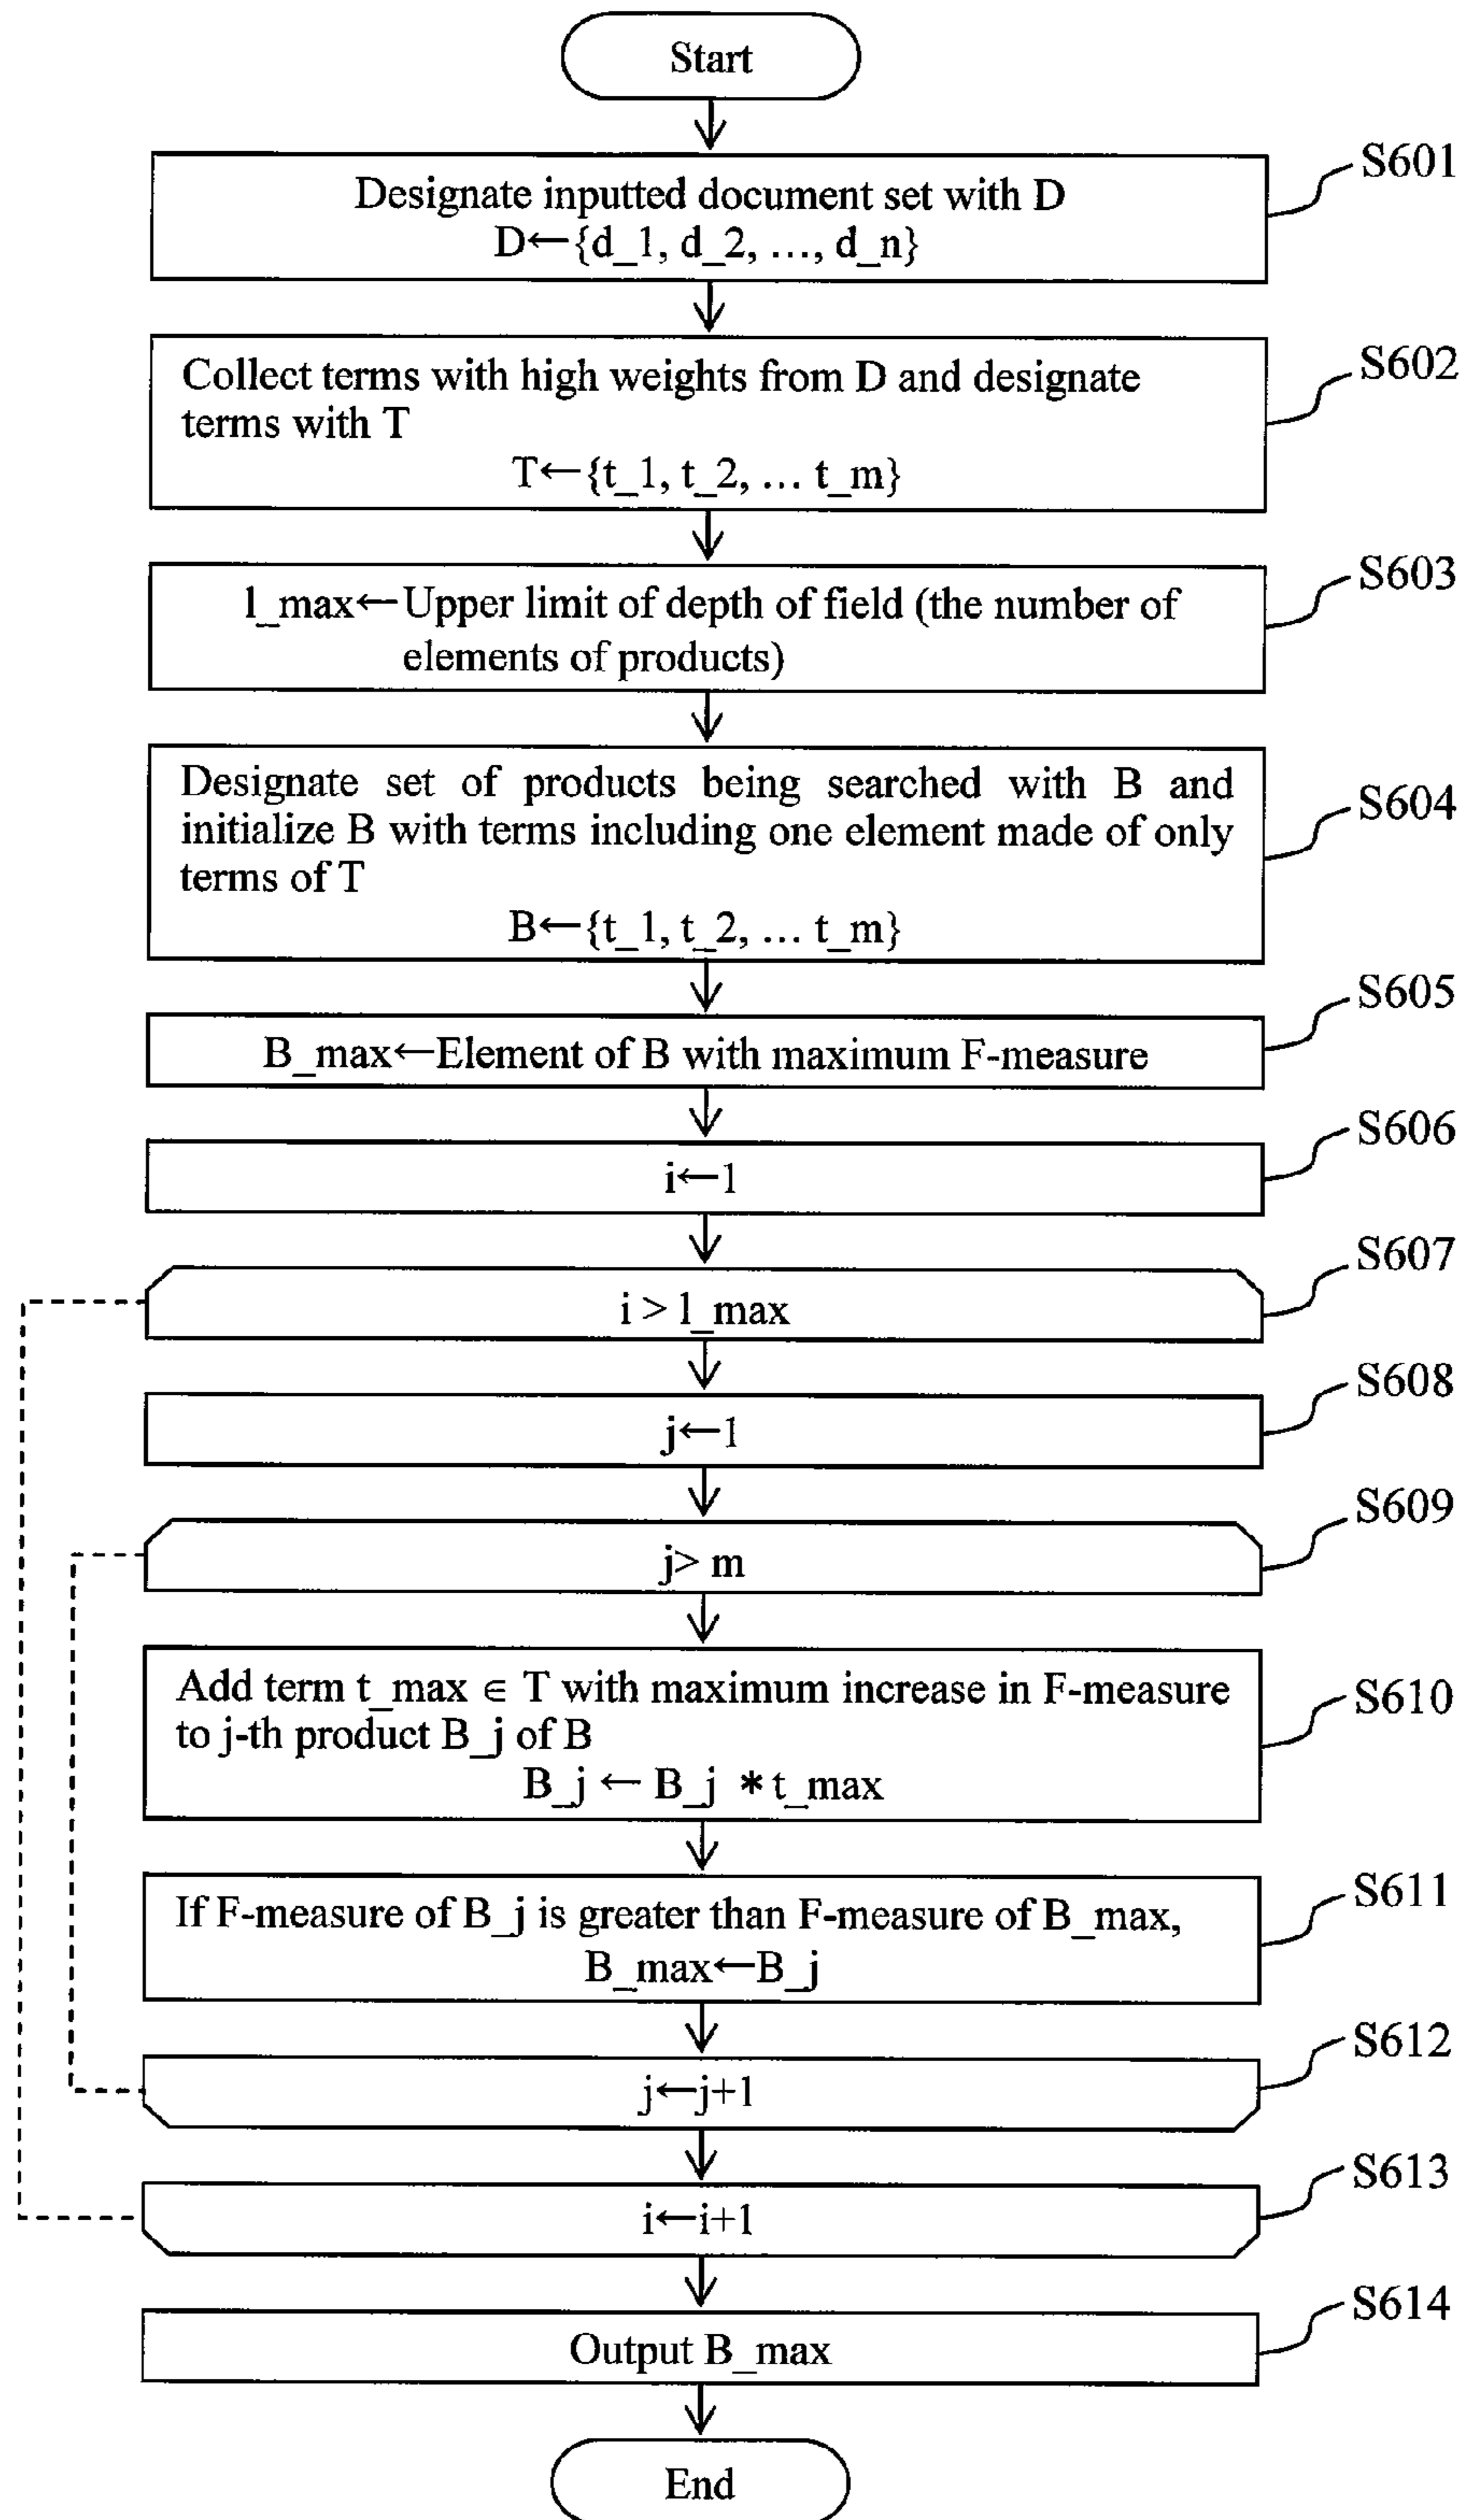 Start
S601
Designate inputted document set with D
D←{d_1, d_2, ..., d_n}
S602
Collect terms with high weights from D and designate
terms with T
T←{t_1, t_2, ... t_m}
S603
l_max←Upper limit of depth of field (the number of
elements of products)
S604
Designate set of products being searched with B and
initialize B with terms including one element made of only
terms of T
B←{t_1, t_2, ... t_m}
S605
B_max←Element of B with maximum F-measure
S606
i←1
S607
i > l_max
S608
j←1
S609
j> m
S610
Add term t_max ∈ T with maximum increase in F-measure
to j-th product B_j of B
B_j ← B_j *t_max
S611
If F-measure of B_j is greater than F-measure of B_max,
B_max←B_j
S612
j←j+1
S613
i←i+1
S614
Output B_max
End